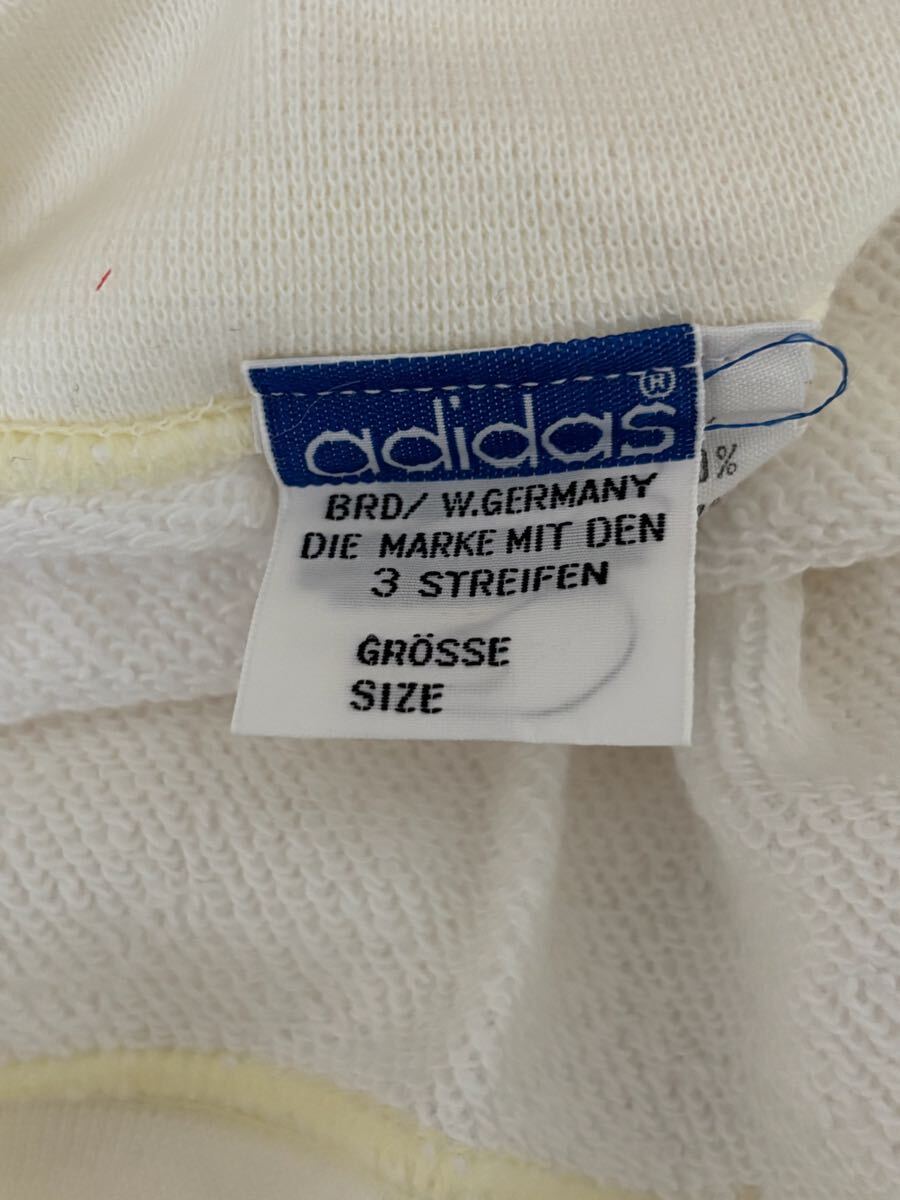 adidas®
BRD/ W.GERMANY
DIE MARKE MIT DEN
3 STREIFEN
GRÖSSE
SIZE
%